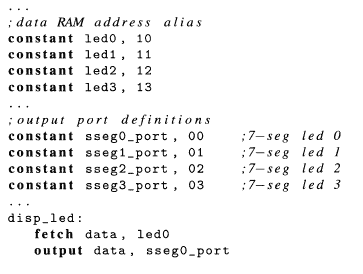 ...
;data RAM address alias
constant led0, 10
constant led1, 11
constant led2, 12
constant led3, 13
...
;output port definitions
constant sseg0_port, 00 ;7-seg led 0
constant sseg1_port, 01 ;7-seg led 1
constant sseg2_port, 02 ;7-seg led 2
constant sseg3_port, 03 ;7-seg led 3
...
disp_led:
fetch data, led0
output data, sseg0_port